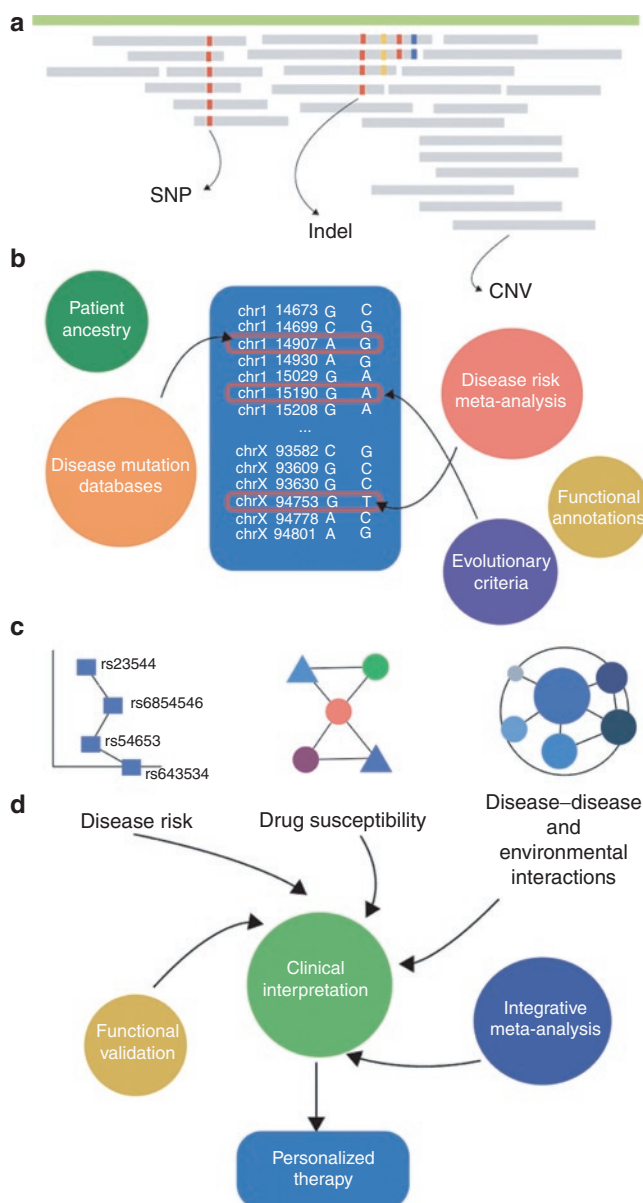 a
SNP
Indel
CNV
b
Patient
ancestry
Disease mutation
databases
chr1 14673 G C
chr1 14699 C G
chr1 14907 A G
chr1 14930 A G
chr1 15029 G A
chr1 15190 G A
chr1 15208 G A
...
chrX 93582 C G
chrX 93609 G C
chrX 93630 G C
chrX 94753 G T
chrX 94778 A C
chrX 94801 A G
Disease risk
meta-analysis
Functional
annotations
Evolutionary
criteria
c
rs23544
rs6854546
rs54653
rs643534
d
Disease risk
Drug susceptibility
Disease–disease
and
environmental
interactions
Clinical
interpretation
Functional
validation
Integrative
meta-analysis
Personalized
therapy